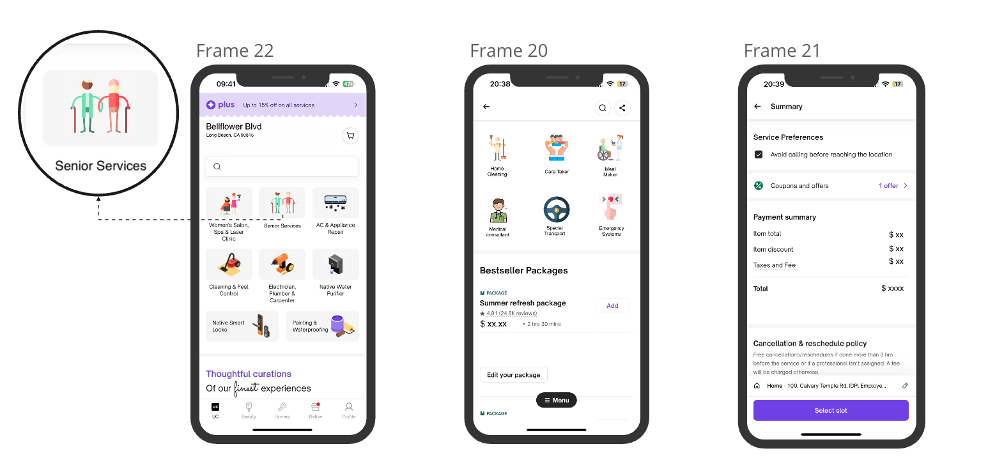 Senior Services
Frame 22
09:41
plus
Up to 15% off on all services
Bellflower Blvd
Long Beach, CA 90815
Women's Salon,
Spa & Laser
Clinic
Senior Services
AC & Appliance
Repair
Cleaning & Pest
Control
Electrician,
Plumber &
Carpenter
Native Water
Purifier
Native Smart
Locks
Painting &
Waterproofing
Thoughtful curations
Of our finest experiences
UC
Beauty
Homes
Native
Profile
Frame 20
20:38
17
Home
Cleaning
Care Taker
Meal
Maker
Medical
consultant
Special
Transport
Emergency
Systems
Bestseller Packages
PACKAGE
Summer refresh package
Add
4.91 (24.5K reviews)
$ xx.xx
• 2 hrs 30 mins
Edit your package
Menu
PACKAGE
Frame 21
20:39
17
Summary
Service Preferences
Avoid calling before reaching the location
Coupons and offers
1 offer
Payment summary
Item total
$ xx
Item discount
$ xx
Taxes and Fee
$ xx
Total
$ xxxx
Cancellation & reschedule policy
Free cancellations/reschedules if done more than 3 hrs
before the service or if a professional isn't assigned. A fee
will be charged otherwise.
Home - 100, Calvary Temple Rd, IDPL Employe...
Select slot